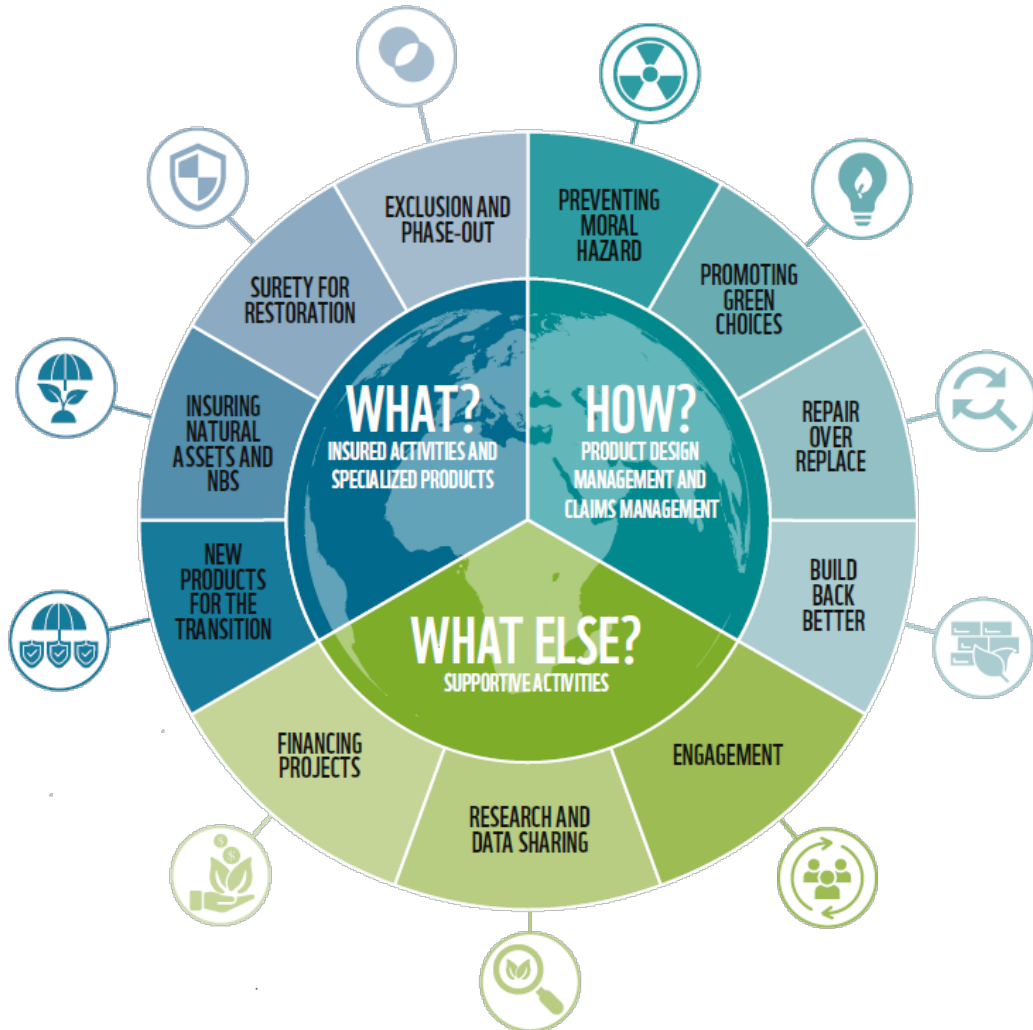 EXCLUSION AND
PHASE-OUT
PREVENTING
MORAL
HAZARD
SURETY FOR
RESTORATION
PROMOTING
GREEN
CHOICES
INSURING
NATURAL
ASSETS AND
NBS
WHAT?
INSURED ACTIVITIES AND
SPECIALIZED PRODUCTS
HOW?
PRODUCT DESIGN
MANAGEMENT AND
CLAIMS MANAGEMENT
REPAIR
OVER
REPLACE
NEW
PRODUCTS
FOR THE
TRANSITION
BUILD
BACK
BETTER
WHAT ELSE?
SUPPORTIVE ACTIVITIES
FINANCING
PROJECTS
RESEARCH AND
DATA SHARING
ENGAGEMENT
$
$